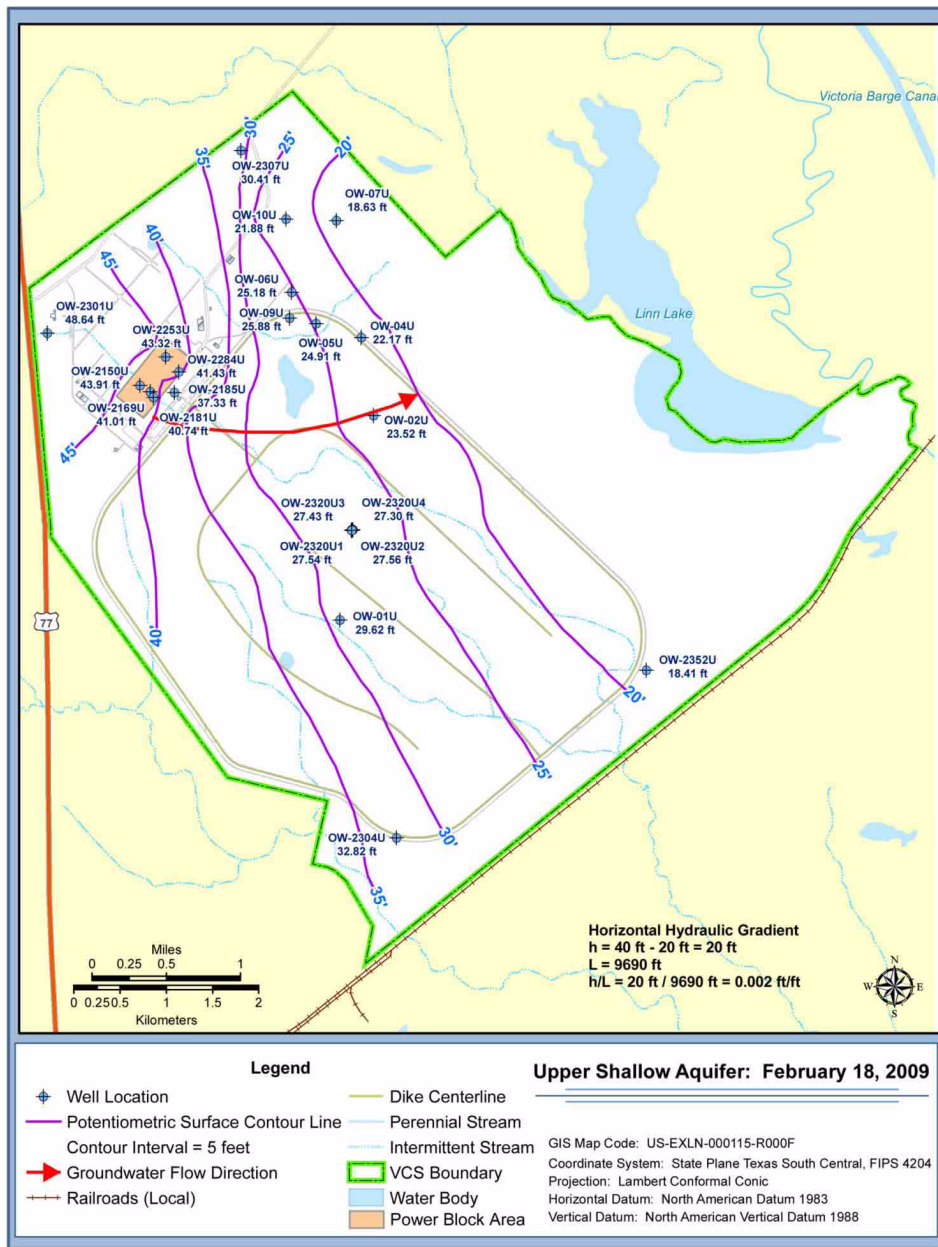 Victoria Barge Canal
30'
25'
20'
35'
OW-2307U
30.41 ft
OW-07U
18.63 ft
OW-10U
21.88 ft
40'
45'
OW-06U
25.18 ft
OW-2301U
48.64 ft
OW-09U
25.88 ft
Linn Lake
OW-2253U
43.32 ft
OW-04U
22.17 ft
OW-05U
24.91 ft
OW-2284U
41.43 ft
OW-2150U
43.91 ft
OW-2185U
37.33 ft
OW-2169U
41.01 ft
OW-2181U
40.74 ft
OW-02U
23.52 ft
45'
OW-2320U3
27.43 ft
OW-2320U4
27.30 ft
OW-2320U1
27.54 ft
OW-2320U2
27.56 ft
77
OW-01U
29.62 ft
40'
OW-2352U
18.41 ft
20'
25'
OW-2304U
32.82 ft
30'
35'
Horizontal Hydraulic Gradient
h = 40 ft - 20 ft = 20 ft
L = 9690 ft
h/L = 20 ft / 9690 ft = 0.002 ft/ft
Miles
0 0.25 0.5 1
0 0.25 0.5 1 1.5 2
Kilometers
N
W E
S
Legend
Well Location
Potentiometric Surface Contour Line
Contour Interval = 5 feet
Groundwater Flow Direction
Railroads (Local)
Dike Centerline
Perennial Stream
Intermittent Stream
VCS Boundary
Water Body
Power Block Area
Upper Shallow Aquifer: February 18, 2009
GIS Map Code: US-EXLN-000115-R000F
Coordinate System: State Plane Texas South Central, FIPS 4204
Projection: Lambert Conformal Conic
Horizontal Datum: North American Datum 1983
Vertical Datum: North American Vertical Datum 1988